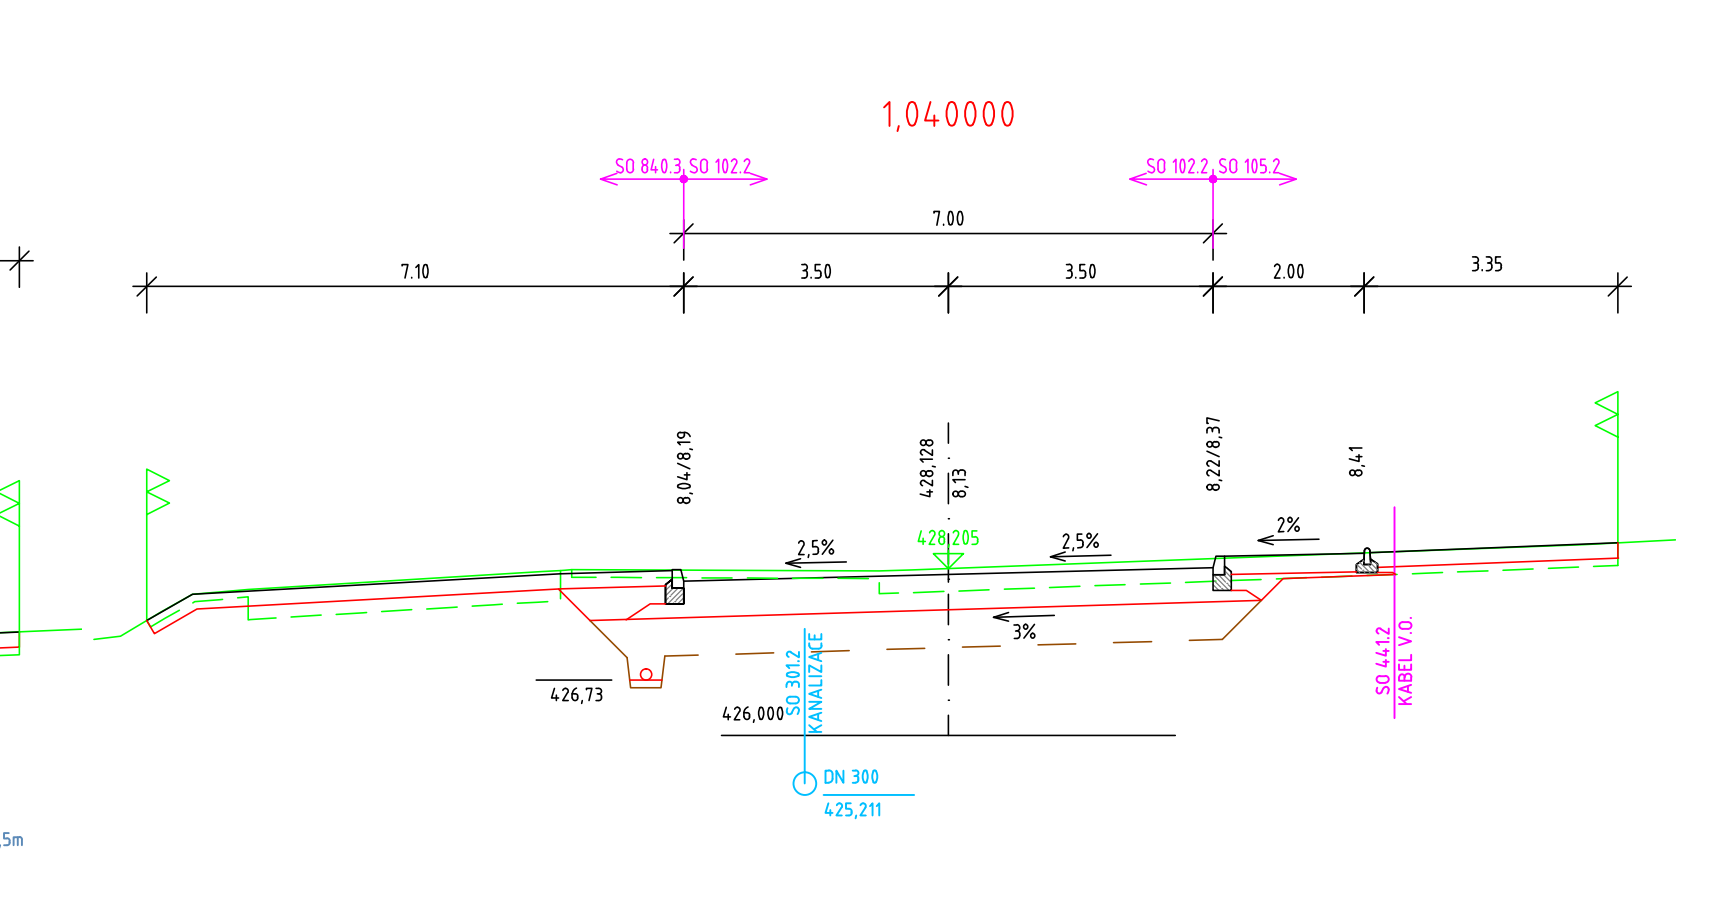 1,040000
SO 840.3 SO 102.2
SO 102.2 SO 105.2
7.00
7.10
3.50
3.50
2.00
3.35
8,04/8,19
428,128
8,13
8,22/8,37
8,41
428,205
2,5%
2,5%
2%
3%
426,73
426,000
SO 301.2
KANALIZACE
SO 441.2
KABEL V.O.
DN 300
425,211
5m